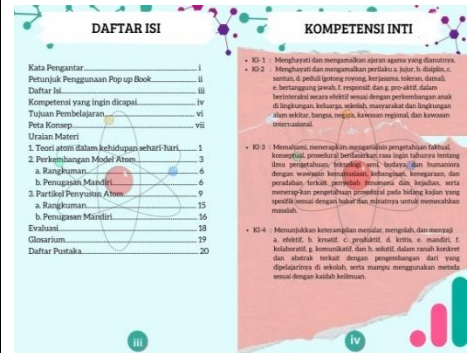 DAFTAR ISI
Kata Pengantar.................................................. i
Petunjuk Penggunaan Pop up Book.................. ii
Daftar Isi............................................................ iii
Kompetensi yang ingin dicapai........................ iv
Tujuan Pembelajaran........................................ vi
Peta Konsep....................................................... vii
Uraian Materi
1. Teori atom dalam kehidupan sehari-hari........ 1
2. Perkembangan Model Atom........................... 3
a. Rangkuman................................................ 6
b. Penugasan Mandiri.................................... 6
3. Partikel Penyusun Atom................................ 9
a. Rangkuman................................................ 15
b. Penugasan Mandiri.................................... 16
Evaluasi.............................................................. 18
Glosarium........................................................... 19
Daftar Pustaka................................................... 20
iii
KOMPETENSI INTI
• KI-1 : Menghayati dan mengamalkan ajaran agama yang dianutnya.
• KI-2 : Menghayati dan mengamalkan perilaku a. jujur, b. disiplin, c.
santun, d. peduli (gotong royong, kerjasama, toleran, damai),
e. bertanggung jawab, f. responsif, dan g. pro-aktif, dalam
berinteraksi secara efektif sesuai dengan perkembangan anak
di lingkungan, keluarga, sekolah, masyarakat dan lingkungan
alam sekitar, bangsa, negara, kawasan regional, dan kawasan
internasional.
• KI-3 : Memahami, menerapkan, menganalisis pengetahuan faktual,
konseptual, prosedural berdasarkan rasa ingin tahunya tentang
ilmu pengetahuan, teknologi, seni, budaya, dan humaniora
dengan wawasan kemanusiaan, kebangsaan, kenegaraan, dan
peradaban terkait penyebab fenomena dan kejadian, serta
menerap-kan pengetahuan prosedural pada bidang kajian yang
spesifik sesuai dengan bakat dan minatnya untuk memecahkan
masalah.
• KI-4 : Menunjukkan keterampilan menalar, mengolah, dan menyaji
a. efektif, b. kreatif, c. produktif, d. kritis, e. mandiri, f.
kolaboratif, g. komunikatif, dan h. solutif, dalam ranah konkret
dan abstrak terkait dengan pengembangan dari yang
dipelajarinya di sekolah, serta mampu menggunakan metoda
sesuai dengan kaidah keilmuan.
iv